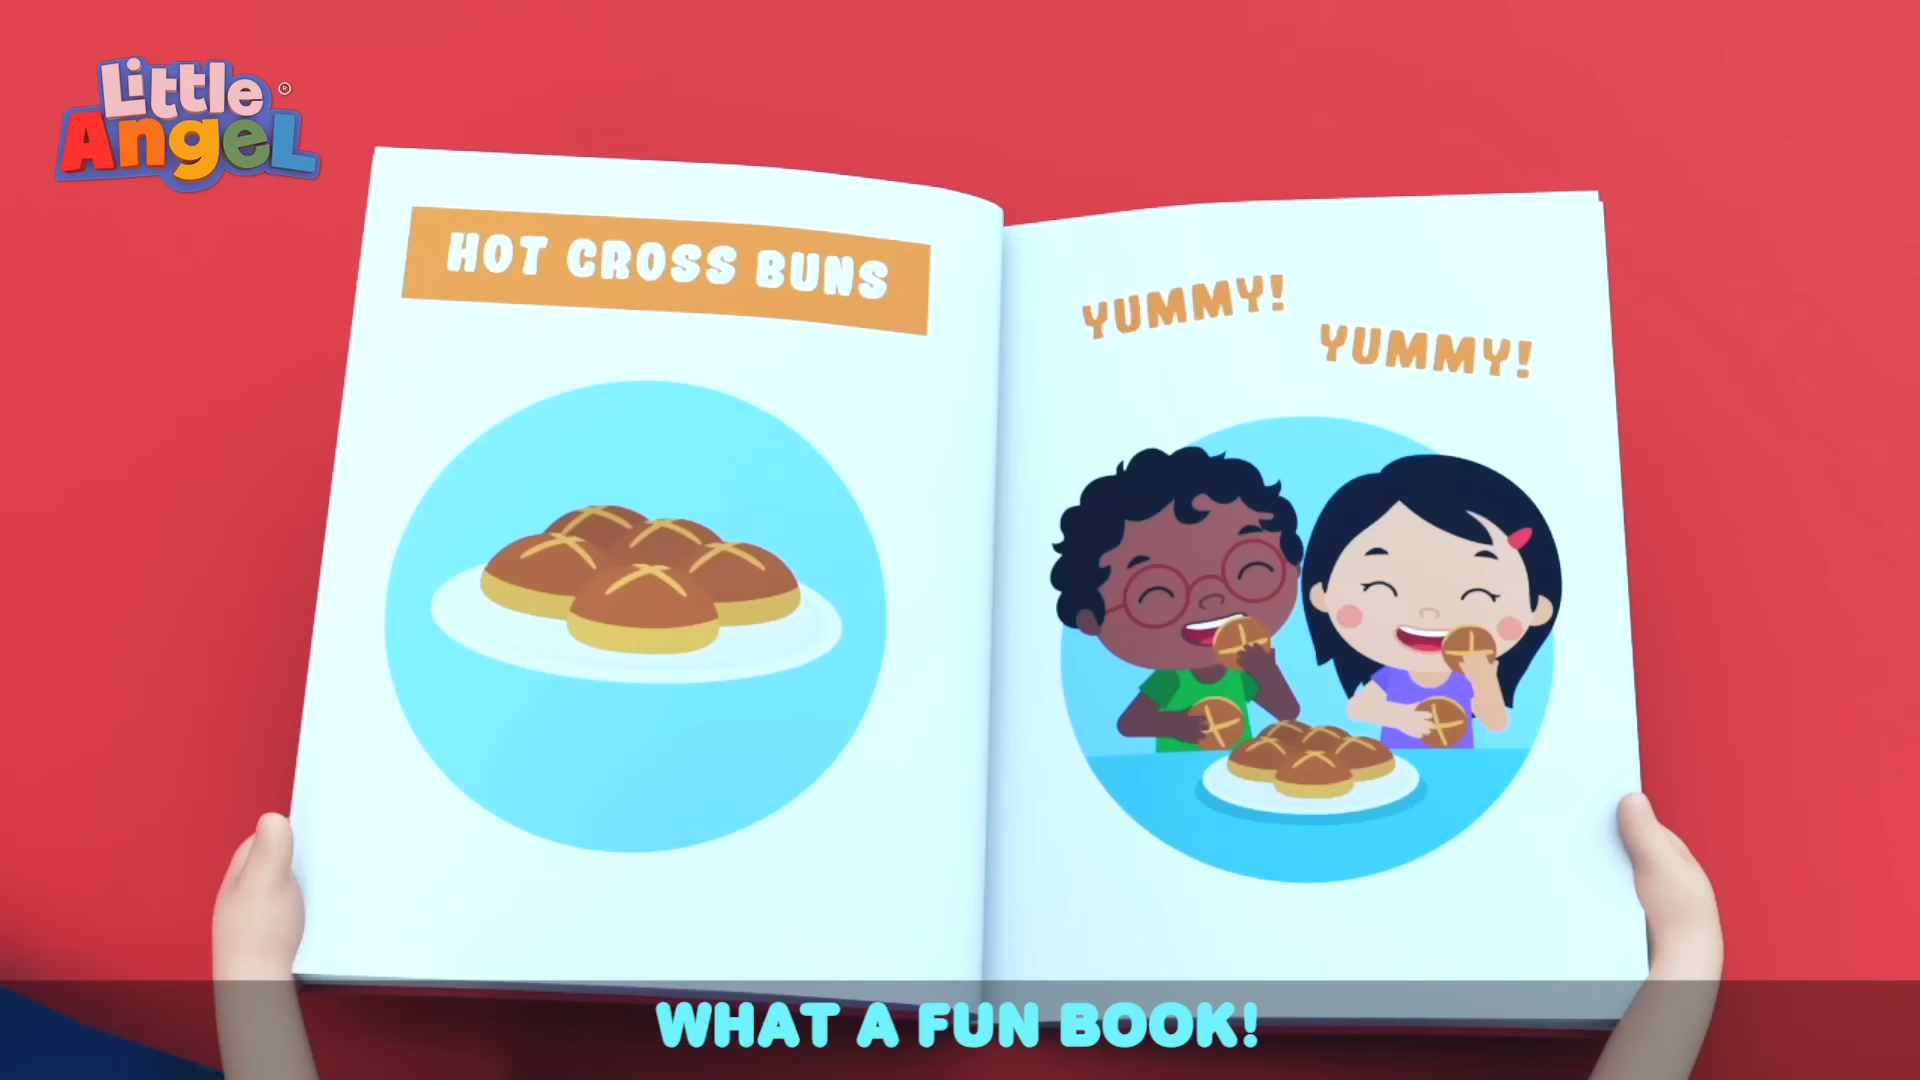 Little
Angel
®
HOT CROSS BUNS
YUMMY!
YUMMY!
WHAT A FUN BOOK!